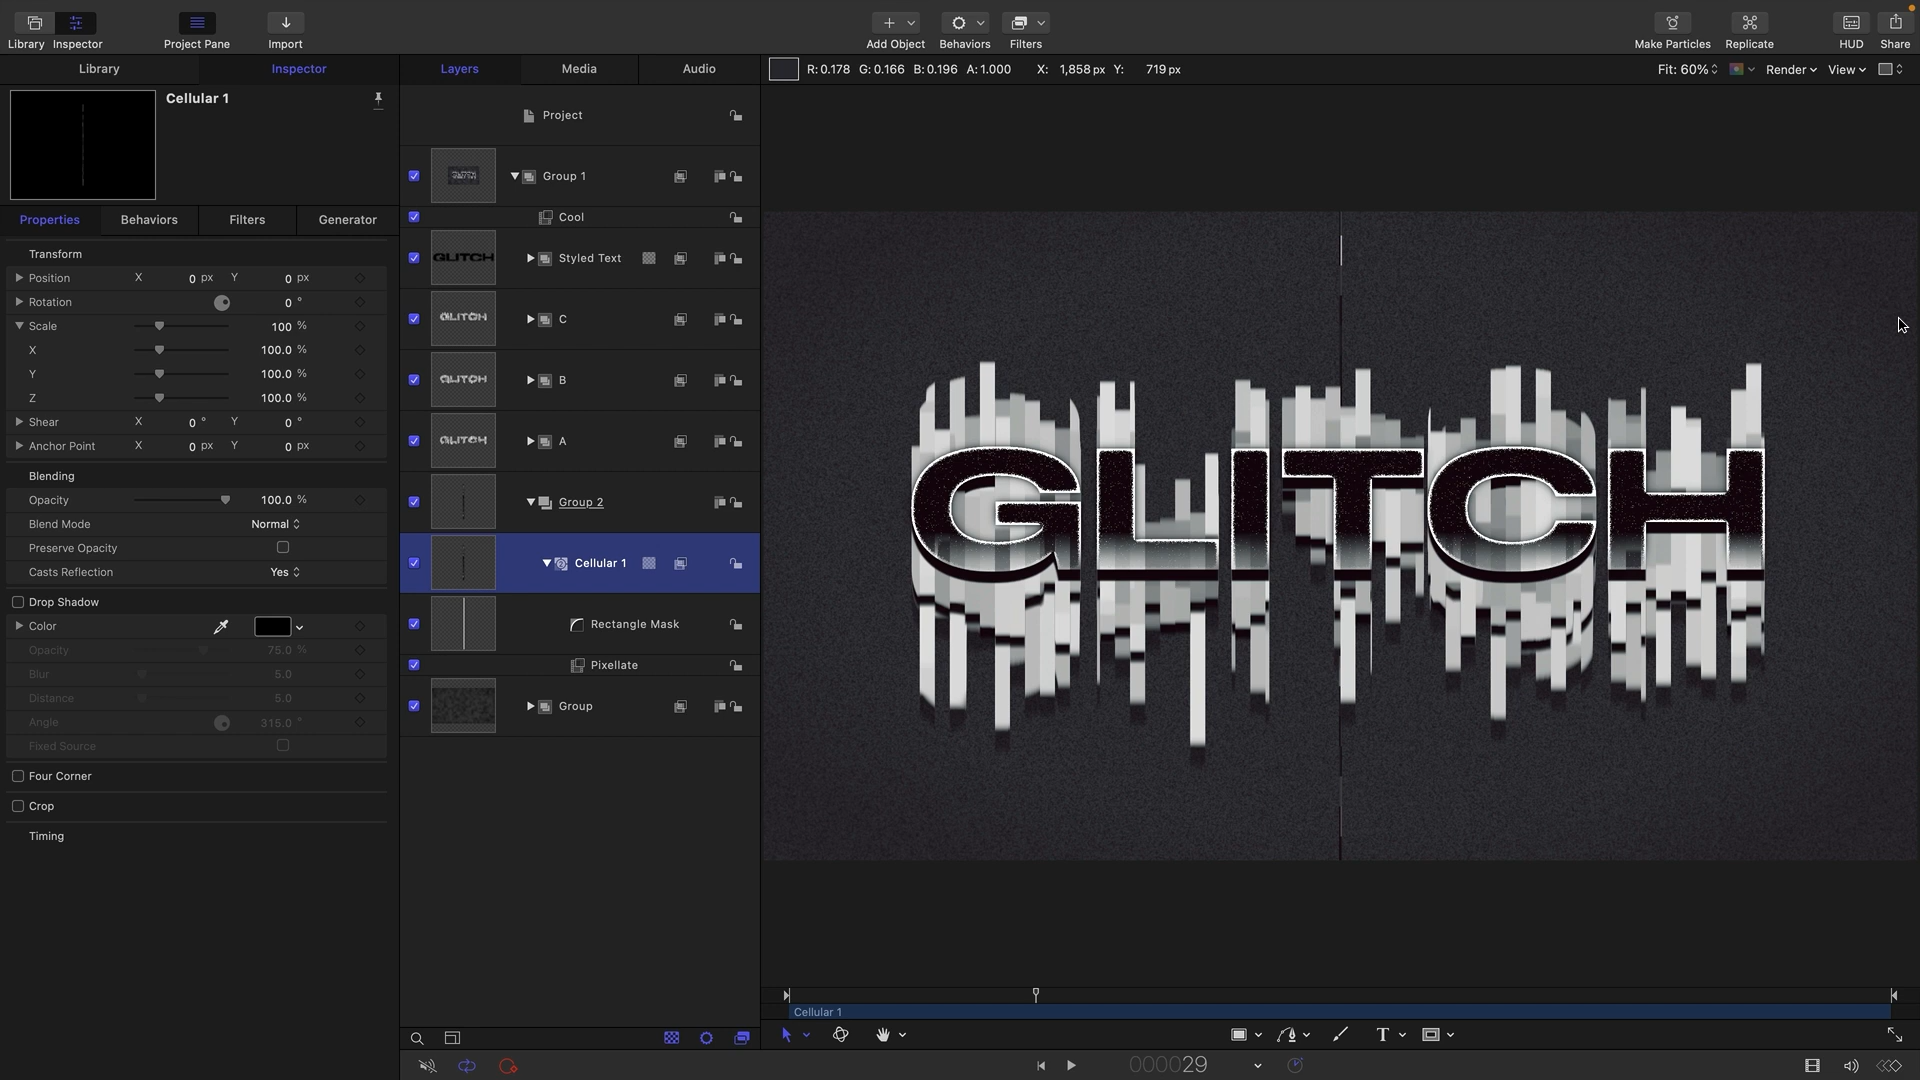 Library Inspector Project Pane Import Add Object Behaviors Filters Make Particles Replicate HUD Share
Library Inspector Layers Media Audio R:0.178 G:0.166 B:0.196 A:1.000 X: 1,858 px Y: 719 px Fit: 60% Render View
Cellular 1
Properties Behaviors Filters Generator
Transform
Position X 0 px Y 0 px
Rotation 0 °
Scale 100 %
X 100.0 %
Y 100.0 %
Z 100.0 %
Shear X 0 ° Y 0 °
Anchor Point X 0 px Y 0 px
Blending
Opacity 100.0 %
Blend Mode Normal
Preserve Opacity
Casts Reflection Yes
Drop Shadow
Color
Opacity 75.0 %
Blur 5.0
Distance 5.0
Angle 315.0 °
Fixed Source
Four Corner
Crop
Timing
Project
Group 1
Cool
GLITCH Styled Text
GLITCH C
GLITCH B
GLITCH A
Group 2
Cellular 1
Rectangle Mask
Pixellate
Group
GLITCH
Cellular 1
T
000029